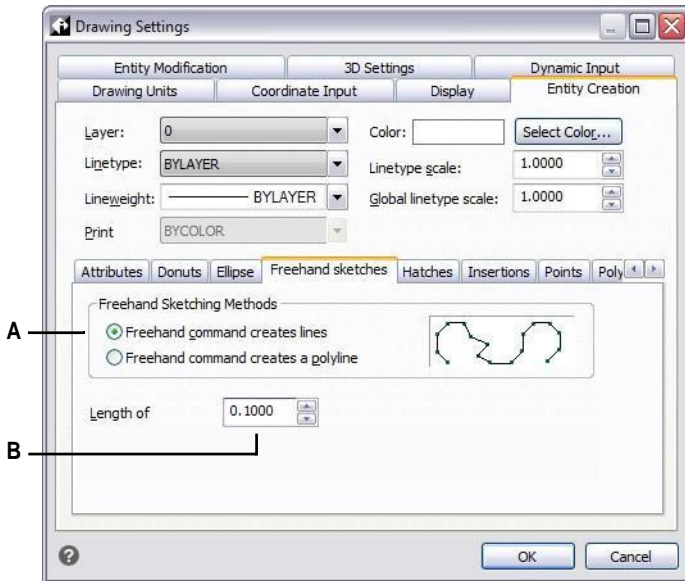 Drawing Settings
Entity Modification 3D Settings Dynamic Input
Drawing Units Coordinate Input Display Entity Creation
Layer: 0 Color: Select Color...
Linetype: BYLAYER Linetype scale: 1.0000
Lineweight: BYLAYER Global linetype scale: 1.0000
Print BYCOLOR
Attributes Donuts Ellipse Freehand sketches Hatches Insertions Points Poly
Freehand Sketching Methods
A
Freehand command creates lines
Freehand command creates a polyline
Length of 0.1000
B
? OK Cancel